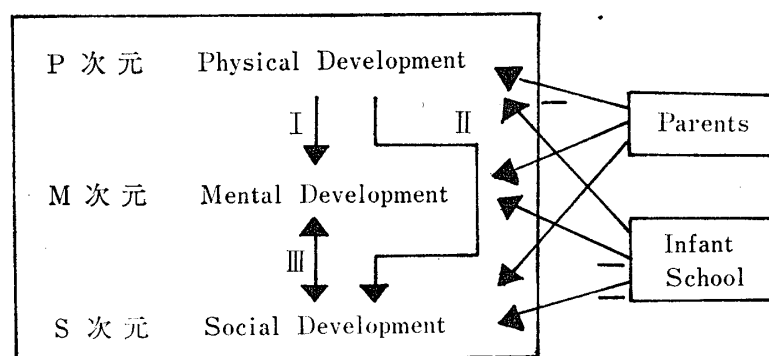 P 次元 Physical Development
I II
Parents
M 次元 Mental Development
III
Infant
School
S 次元 Social Development